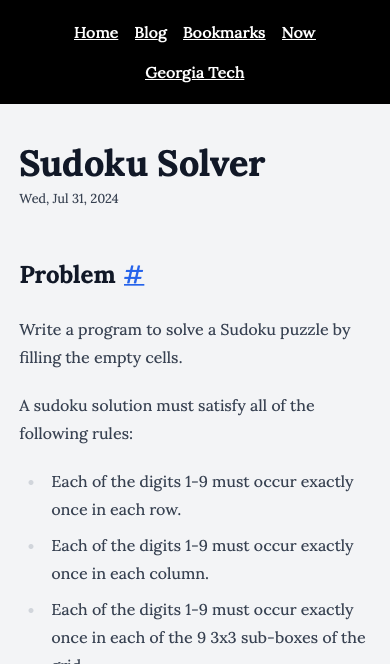 Home Blog Bookmarks Now
Georgia Tech
Sudoku Solver
Wed, Jul 31, 2024
Problem #
Write a program to solve a Sudoku puzzle by
filling the empty cells.
A sudoku solution must satisfy all of the
following rules:
Each of the digits 1-9 must occur exactly
once in each row.
Each of the digits 1-9 must occur exactly
once in each column.
Each of the digits 1-9 must occur exactly
once in each of the 9 3x3 sub-boxes of the
grid